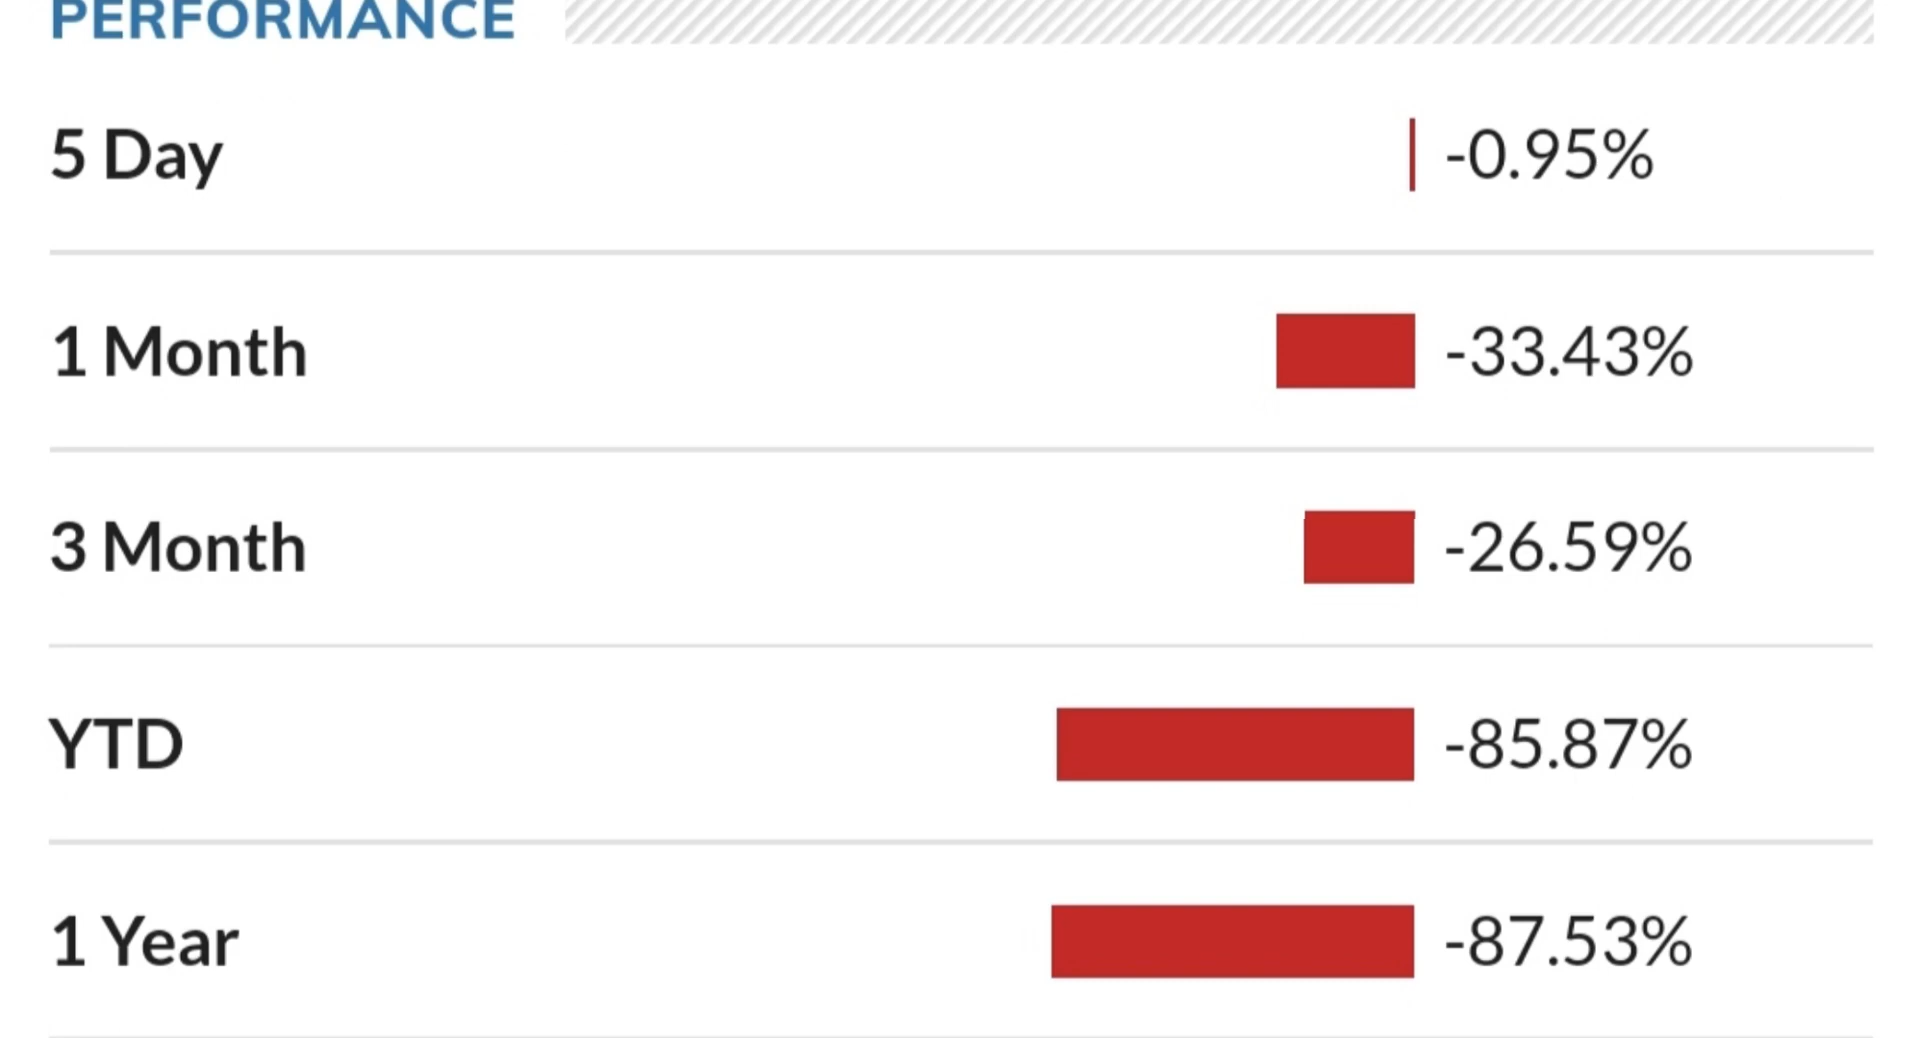 PERFORMANCE
5 Day -0.95%
1 Month -33.43%
3 Month -26.59%
YTD -85.87%
1 Year -87.53%